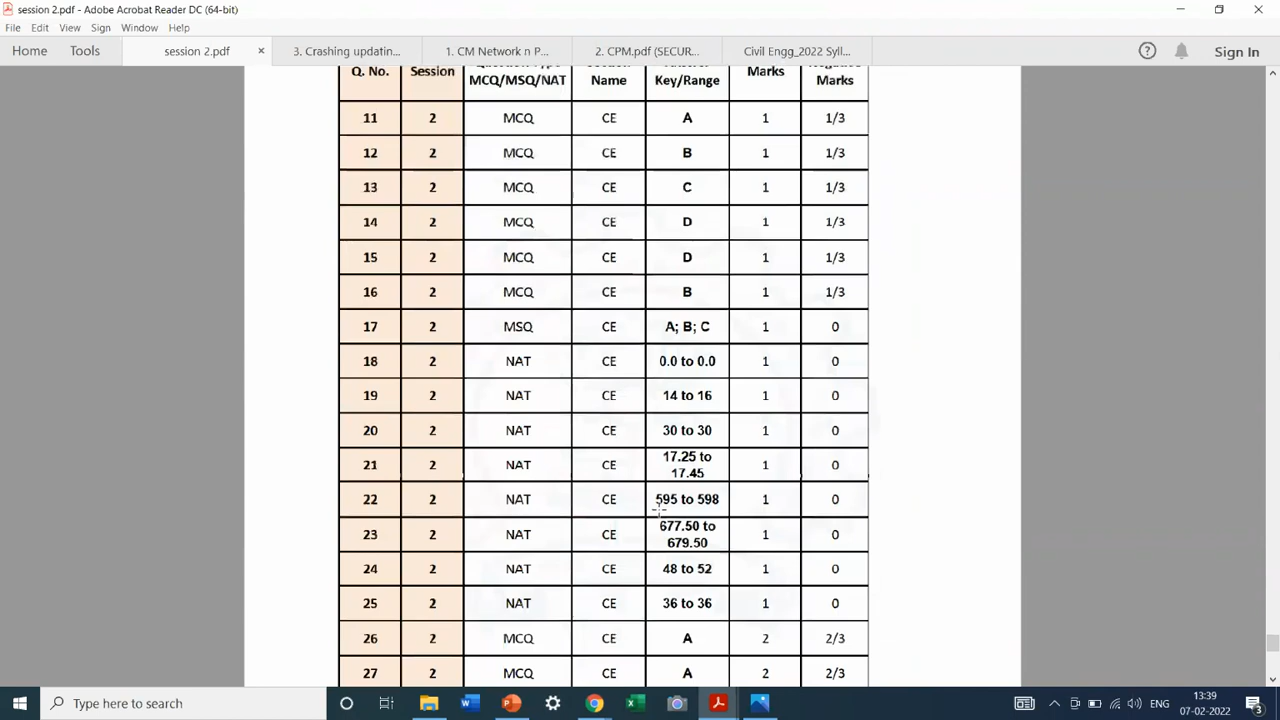 session 2.pdf - Adobe Acrobat Reader DC (64-bit)
File Edit View Sign Window Help
Home Tools session 2.pdf × 3. Crashing updatin... 1. CM Network n P... 2. CPM.pdf (SECUR... Civil Engg_2022 Syll... Sign In
Q. No. Session MCQ/MSQ/NAT Name Key/Range Marks Marks
11 2 MCQ CE A 1 1/3
12 2 MCQ CE B 1 1/3
13 2 MCQ CE C 1 1/3
14 2 MCQ CE D 1 1/3
15 2 MCQ CE D 1 1/3
16 2 MCQ CE B 1 1/3
17 2 MSQ CE A; B; C 1 0
18 2 NAT CE 0.0 to 0.0 1 0
19 2 NAT CE 14 to 16 1 0
20 2 NAT CE 30 to 30 1 0
21 2 NAT CE 17.25 to 17.45 1 0
22 2 NAT CE 595 to 598 1 0
23 2 NAT CE 677.50 to 679.50 1 0
24 2 NAT CE 48 to 52 1 0
25 2 NAT CE 36 to 36 1 0
26 2 MCQ CE A 2 2/3
27 2 MCQ CE A 2 2/3
Type here to search ENG 13:39
07-02-2022 3